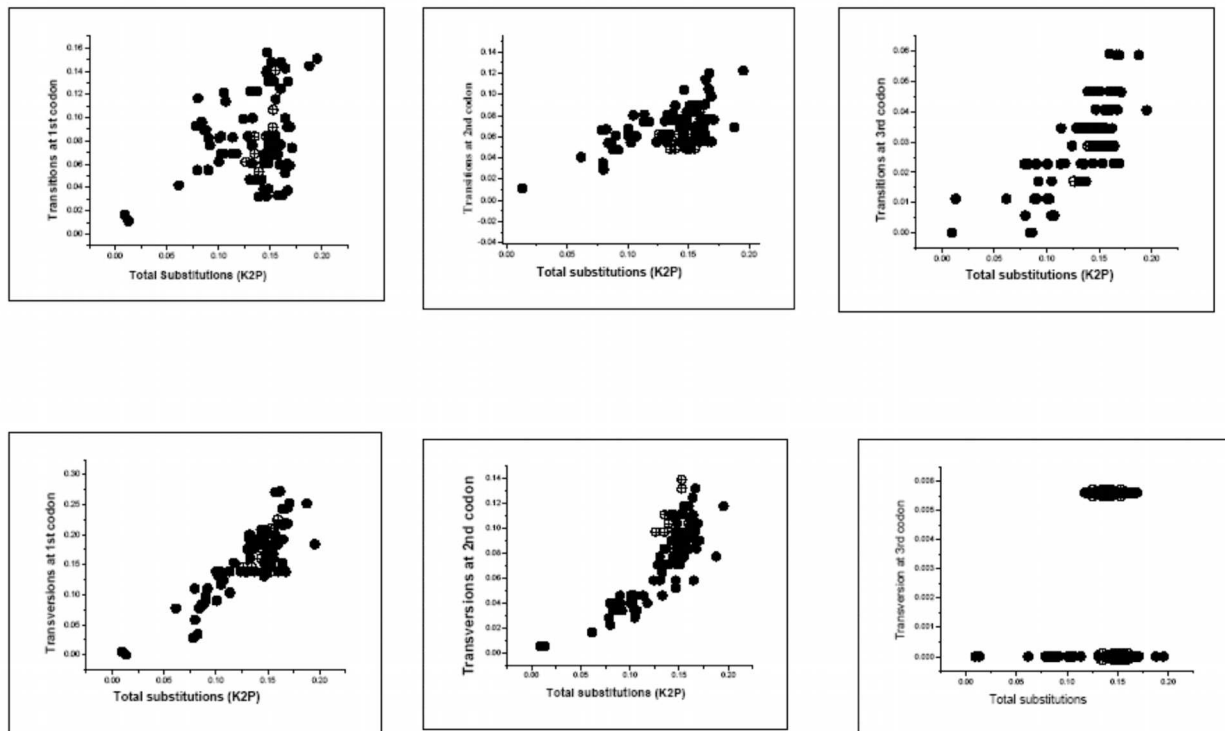 0.16
0.14
0.12
0.10
0.08
0.06
0.04
0.02
0.00
Transitions at 1st codon
0.00 0.05 0.10 0.15 0.20
Total Substitutions (K2P)
0.14
0.12
0.10
0.08
0.06
0.04
0.02
0.00
-0.02
-0.04
Transitions at 2nd codon
0.00 0.05 0.10 0.15 0.20
Total substitutions (K2P)
0.06
0.05
0.04
0.03
0.02
0.01
0.00
Transitions at 3rd codon
0.00 0.05 0.10 0.15 0.20
Total substitutions (K2P)
0.30
0.25
0.20
0.15
0.10
0.05
0.00
Transversions at 1st codon
0.00 0.05 0.10 0.15 0.20
Total substitutions (K2P)
0.14
0.12
0.10
0.08
0.06
0.04
0.02
0.00
Transversions at 2nd codon
0.00 0.05 0.10 0.15 0.20
Total substitutions (K2P)
0.006
0.005
0.004
0.003
0.002
0.001
0.000
Transversion at 3rd codon
0.00 0.05 0.10 0.15 0.20
Total substitutions